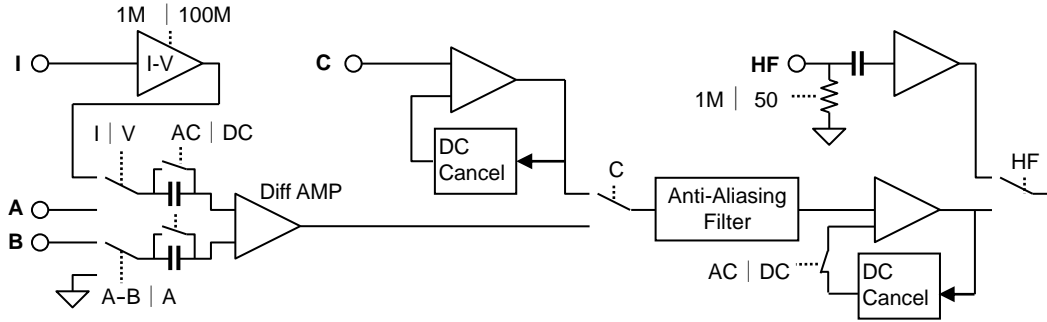 1M | 100M
I
I-V
C
HF
1M | 50
I | V
AC | DC
DC
Cancel
C
HF
Diff AMP
A
B
Anti-Aliasing
Filter
AC | DC
DC
Cancel
A-B | A